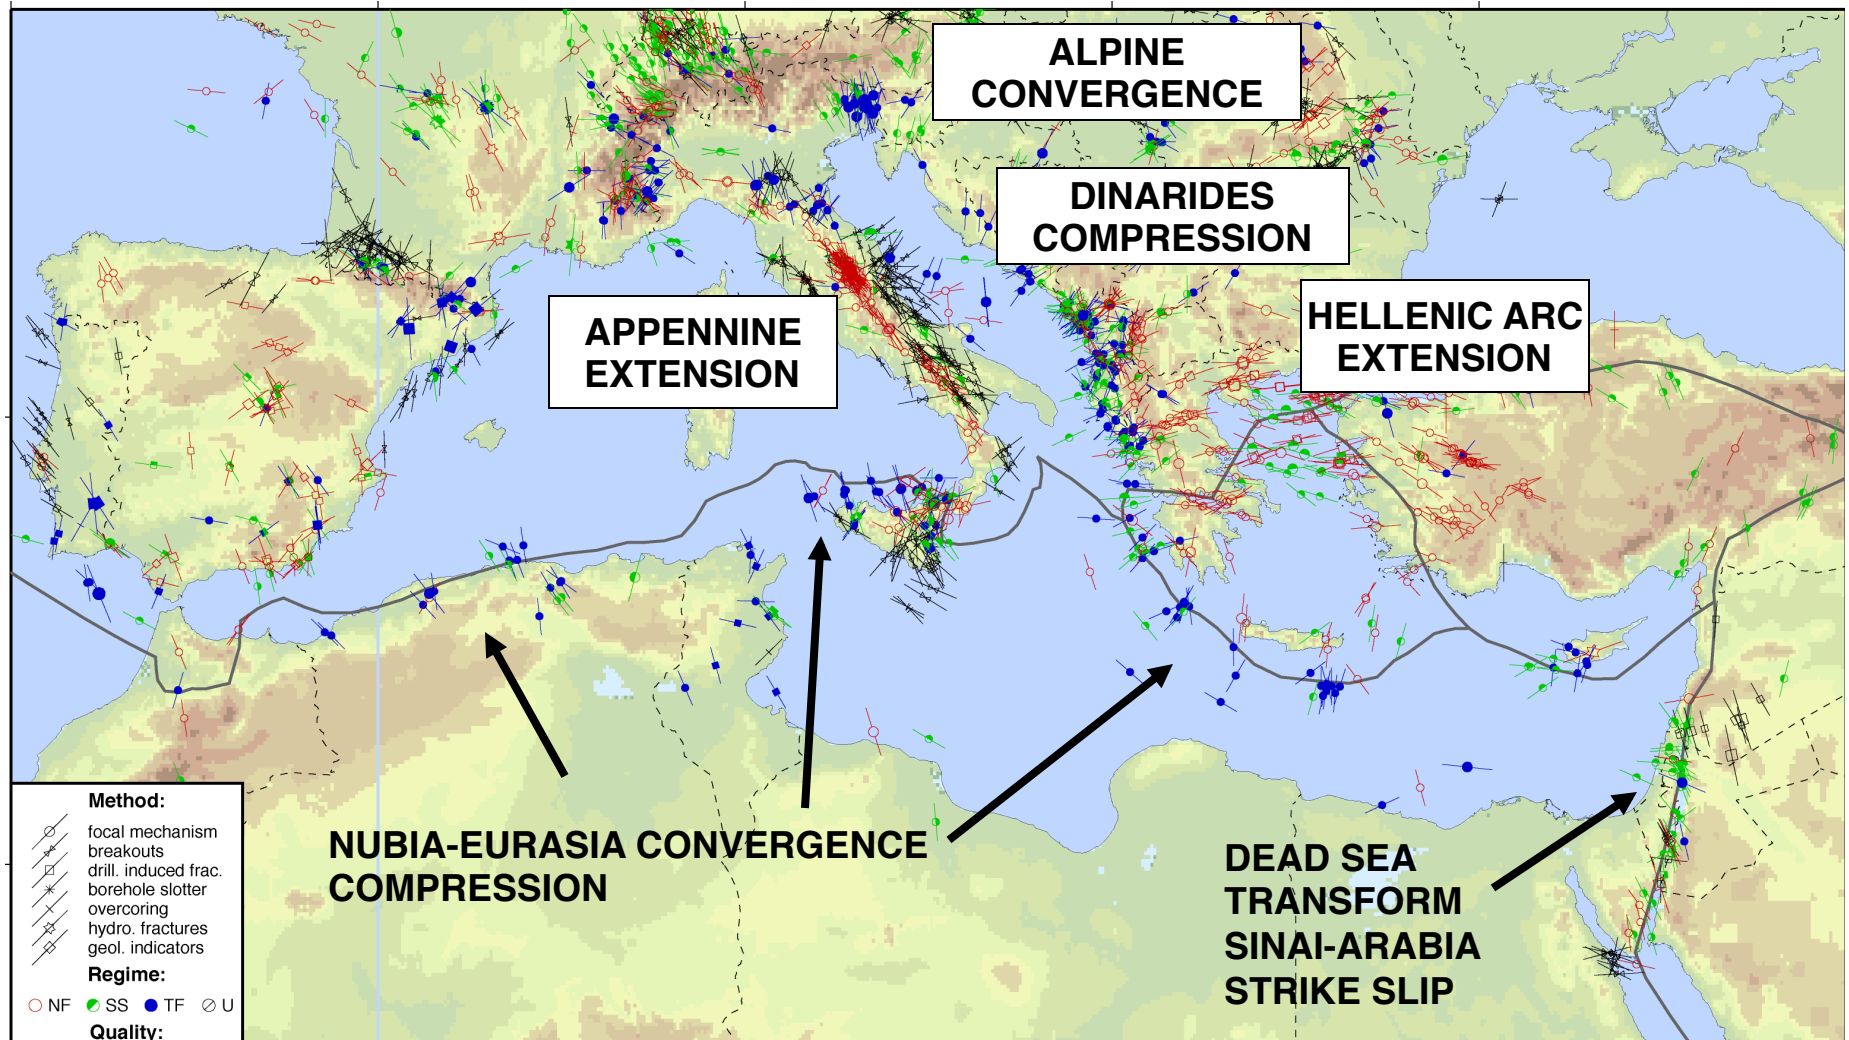 ALPINE
CONVERGENCE
DINARIDES
COMPRESSION
HELLENIC ARC
EXTENSION
APPENNINE
EXTENSION
NUBIA-EURASIA CONVERGENCE
COMPRESSION
DEAD SEA
TRANSFORM
SINAI-ARABIA
STRIKE SLIP
Method:
focal mechanism
breakouts
drill. induced frac.
borehole slotter
overcoring
hydro. fractures
geol. indicators
Regime:
NF SS TF U
Quality: